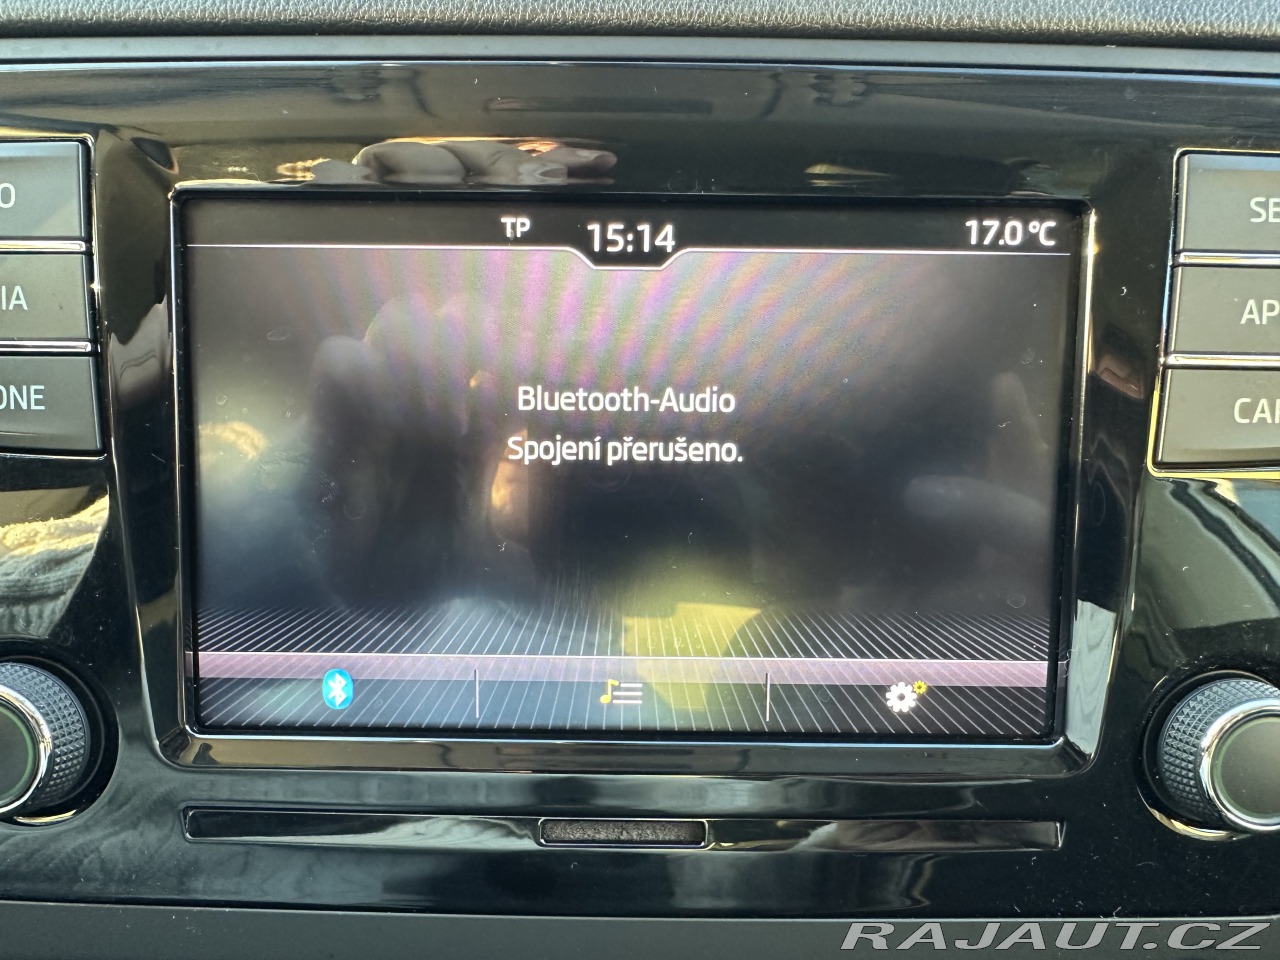 TP 15:14 17.0 °C
Bluetooth-Audio
Spojení přerušeno.
RAJAUT.CZ